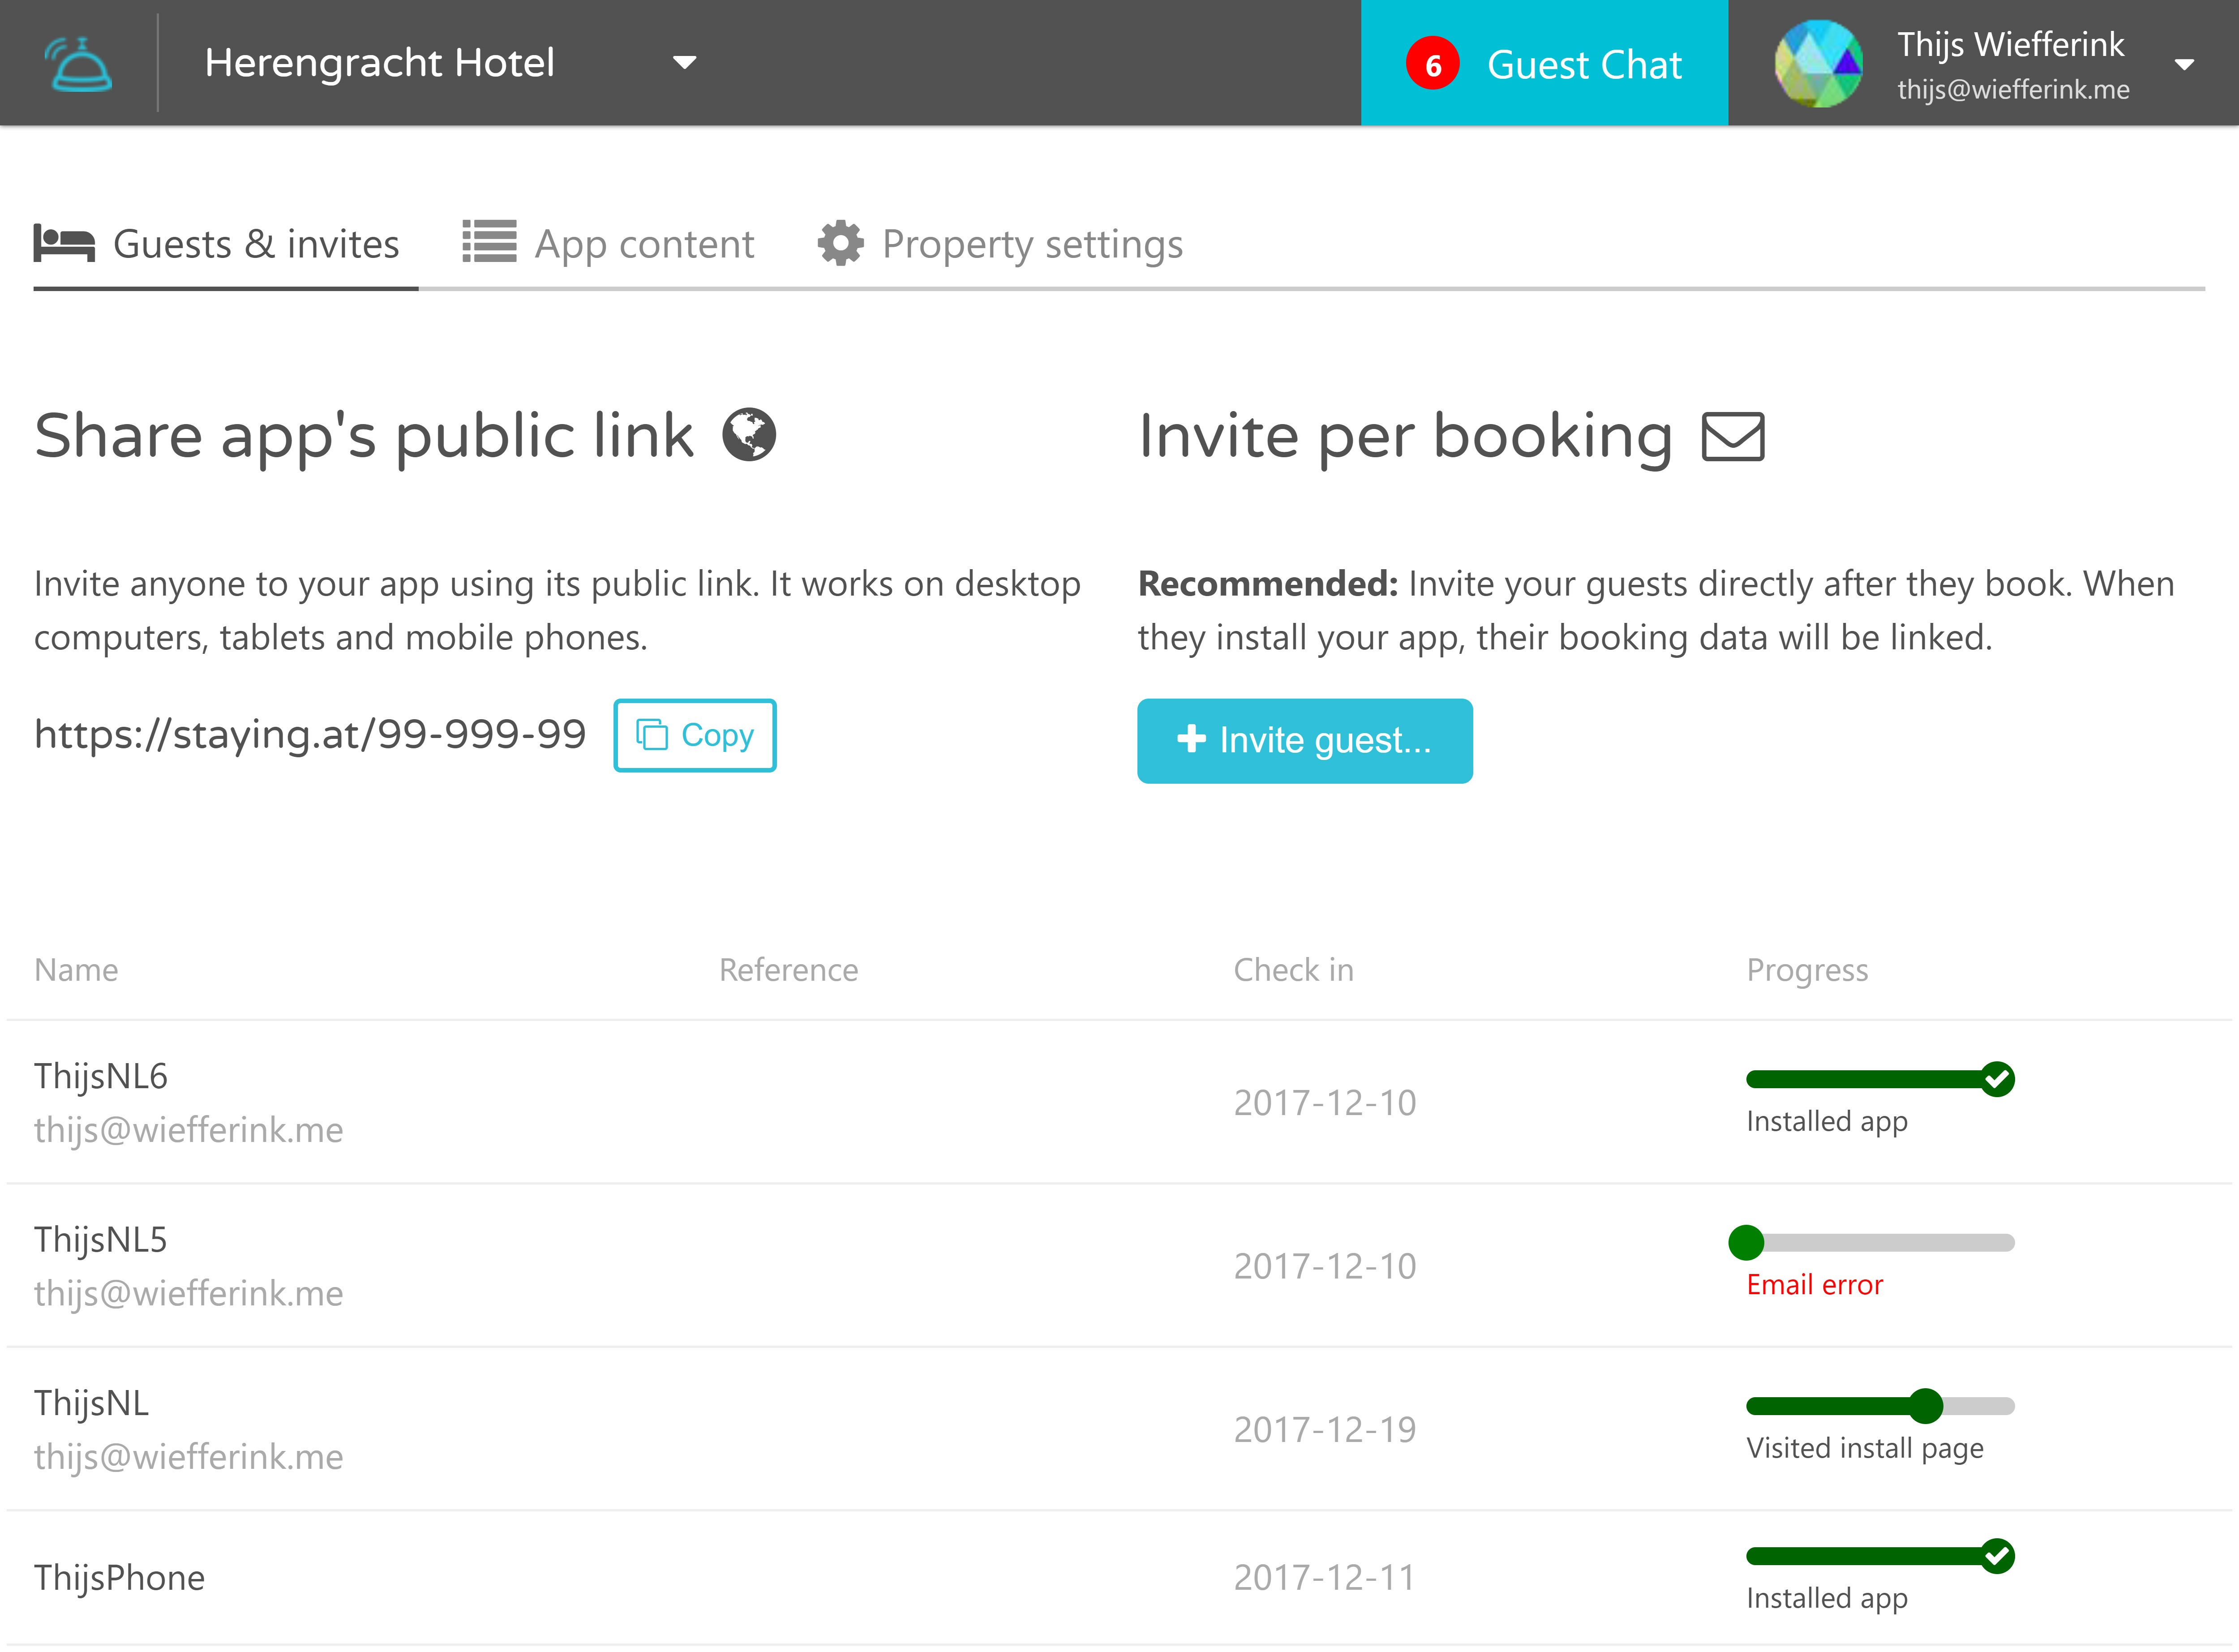 Herengracht Hotel
6 Guest Chat
Thijs Wiefferink
thijs@wiefferink.me
Guests & invites App content Property settings
Share app's public link
Invite anyone to your app using its public link. It works on desktop
computers, tablets and mobile phones.
https://staying.at/99-999-99 Copy
Invite per booking
Recommended: Invite your guests directly after they book. When
they install your app, their booking data will be linked.
Invite guest...
Name Reference Check in Progress
ThijsNL6
thijs@wiefferink.me
2017-12-10
Installed app
ThijsNL5
thijs@wiefferink.me
2017-12-10
Email error
ThijsNL
thijs@wiefferink.me
2017-12-19
Visited install page
ThijsPhone
2017-12-11
Installed app